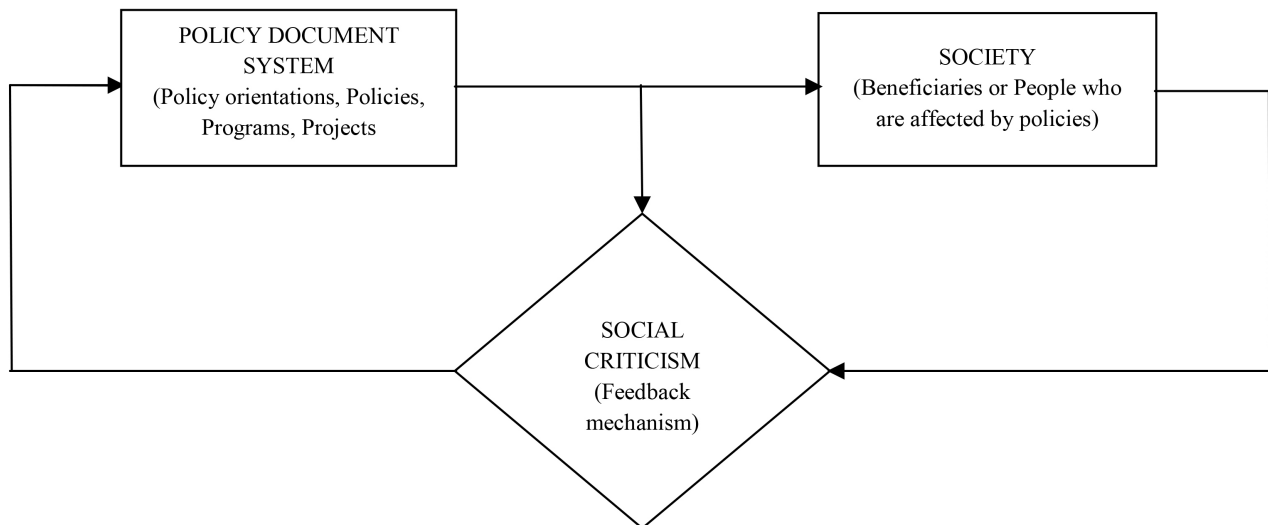 POLICY DOCUMENT
SYSTEM
(Policy orientations, Policies,
Programs, Projects
SOCIETY
(Beneficiaries or People who
are affected by policies)
SOCIAL
CRITICISM
(Feedback
mechanism)